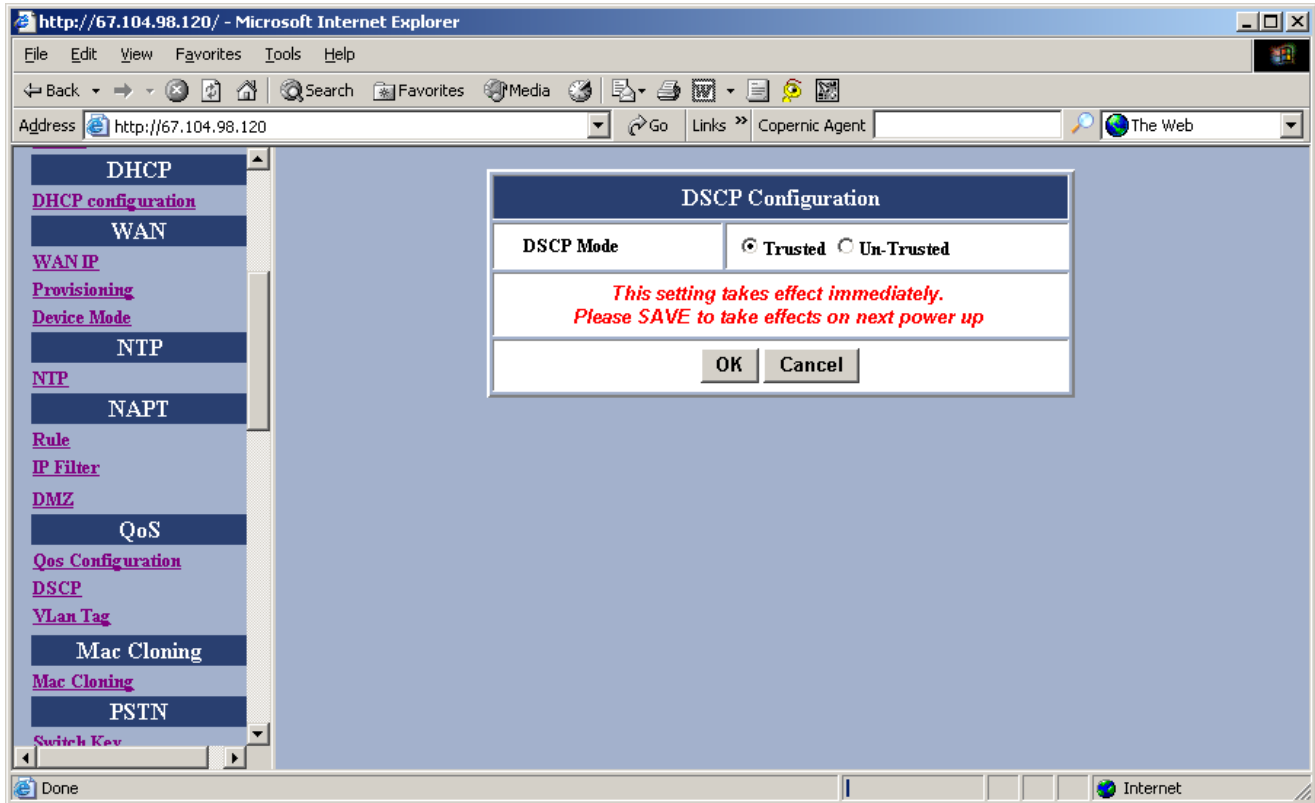 http://67.104.98.120/ - Microsoft Internet Explorer
File Edit View Favorites Tools Help
Back Search Favorites Media
Address http://67.104.98.120 Go Links » Copernic Agent The Web
DHCP
DHCP configuration
WAN
WAN IP
Provisioning
Device Mode
NTP
NTP
NAPT
Rule
IP Filter
DMZ
QoS
Qos Configuration
DSCP
VLan Tag
Mac Cloning
Mac Cloning
PSTN
Switch Key
DSCP Configuration
DSCP Mode Trusted Un-Trusted
This setting takes effect immediately.
Please SAVE to take effects on next power up
OK Cancel
Done Internet